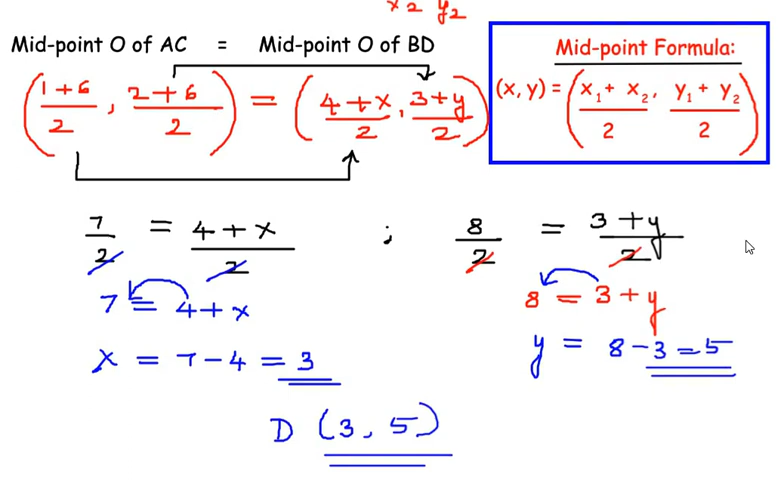 x₂ y₂
Mid-point O of AC = Mid-point O of BD
Mid-point Formula:
((1+6)/2, (2+6)/2) = ((4+x)/2, (3+y)/2)
(x, y) = ((x₁ + x₂)/2, (y₁ + y₂)/2)
7/2 = (4+x)/2 ; 8/2 = (3+y)/2
7 = 4+x
8 = 3+y
x = 7-4 = 3
y = 8-3 = 5
D (3, 5)